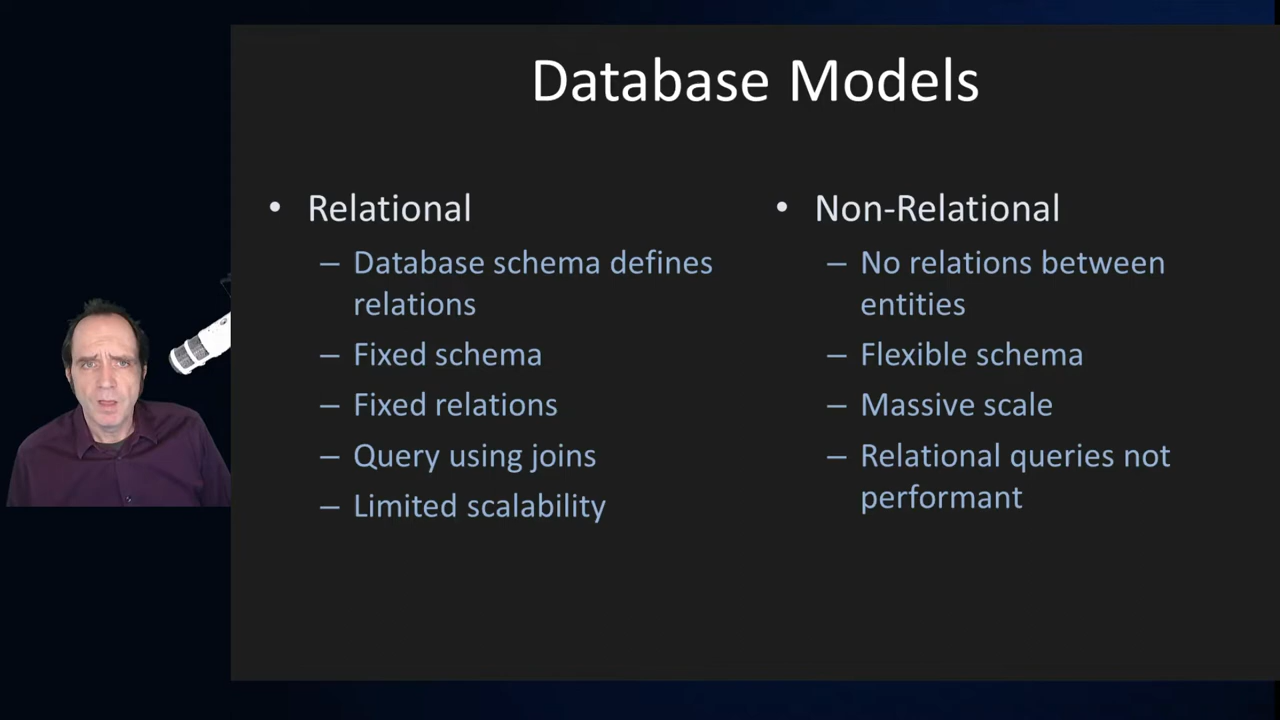 Database Models
• Relational
– Database schema defines
relations
– Fixed schema
– Fixed relations
– Query using joins
– Limited scalability
• Non-Relational
– No relations between
entities
– Flexible schema
– Massive scale
– Relational queries not
performant